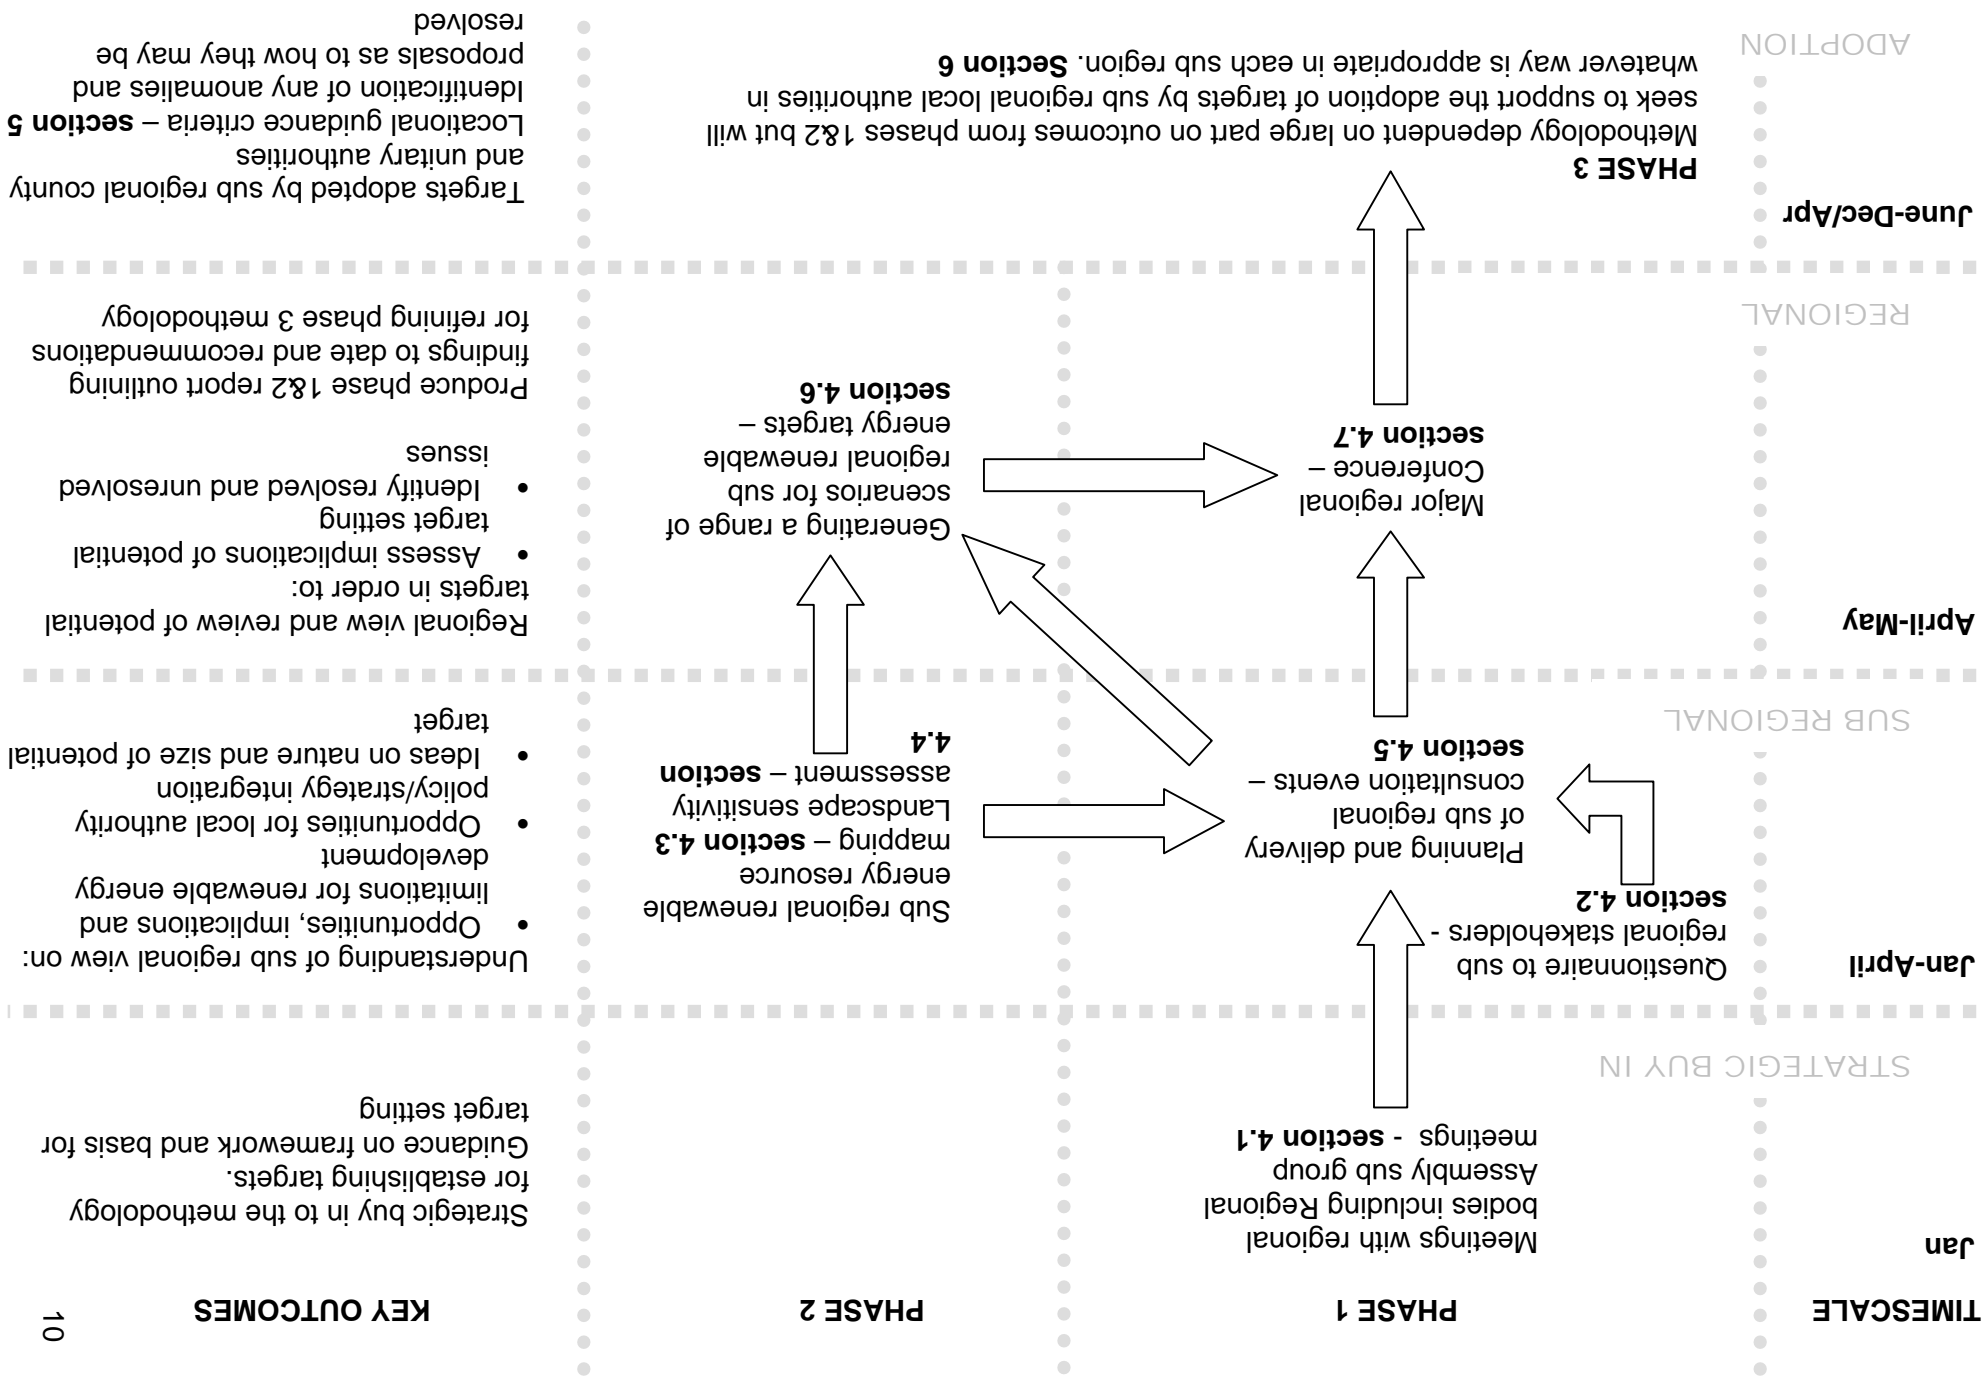 TIMESCALE
PHASE 1
PHASE 2
KEY OUTCOMES
10
Jan
STRATEGIC BUY IN
Meetings with regional
bodies including Regional
Assembly sub group
meetings  - section 4.1
Strategic buy in to the methodology
for establishing targets.
Guidance on framework and basis for
target setting
Jan-April
SUB REGIONAL
Questionnaire to sub
regional stakeholders -
section 4.2
Planning and delivery
of sub regional
consultation events –
section 4.5
Sub regional renewable
energy resource
mapping – section 4.3
Landscape sensitivity
assessment – section
4.4
Understanding of sub regional view on:
• Opportunities, implications and
limitations for renewable energy
development
• Opportunities for local authority
policy/strategy integration
• Ideas on nature and size of potential
target
April-May
REGIONAL
Major regional
Conference –
section 4.7
Generating a range of
scenarios for sub
regional renewable
energy targets –
section 4.6
Regional view and review of potential
targets in order to:
• Assess implications of potential
target setting
• Identify resolved and unresolved
issues
Produce phase 1&2 report outlining
findings to date and recommendations
for refining phase 3 methodology
June-Dec/Apr
ADOPTION
PHASE 3
Methodology dependent on large part on outcomes from phases 1&2 but will
seek to support the adoption of targets by sub regional local authorities in
whatever way is appropriate in each sub region. Section 6
Targets adopted by sub regional county
and unitary authorities
Locational guidance criteria – section 5
Identification of any anomalies and
proposals as to how they may be
resolved